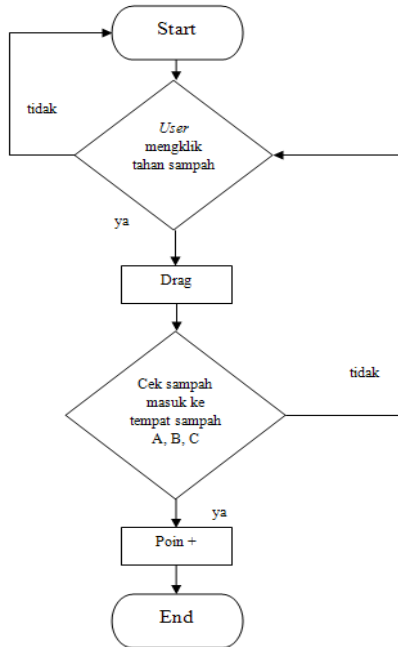 Start
tidak
User
mengklik
tahan sampah
ya
Drag
Cek sampah
masuk ke
tempat sampah
A, B, C
tidak
ya
Poin +
End